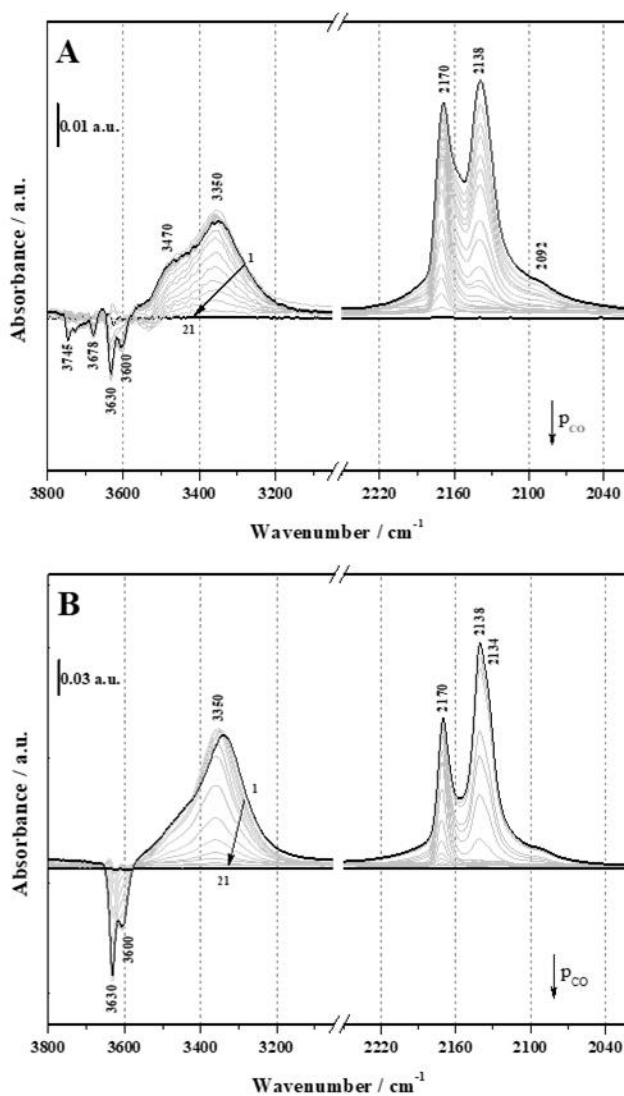 A
0.01 a.u.
3470
3350
1
21
3745
3678
3630
3600
2170
2138
2092
p_CO
Absorbance / a.u.
3800 3600 3400 3200 2220 2160 2100 2040
Wavenumber / cm⁻¹
B
0.03 a.u.
3350
1
21
3630
3600
2170
2138
2134
p_CO
Absorbance / a.u.
3800 3600 3400 3200 2220 2160 2100 2040
Wavenumber / cm⁻¹